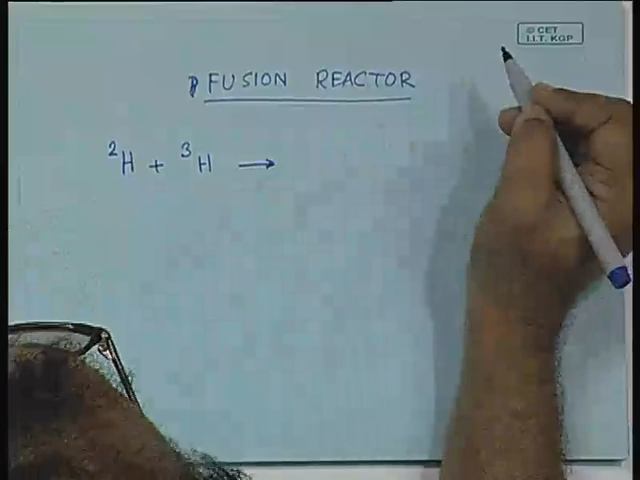 © CET
I.I.T. KGP
FUSION REACTOR
²H + ³H ⟶